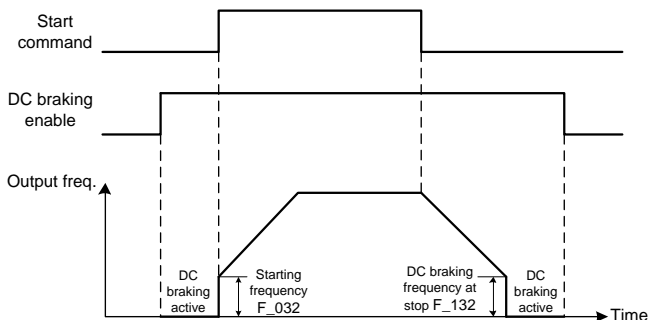 Start
command
DC braking
enable
Output freq.
DC
braking
active
Starting
frequency
F_032
DC braking
frequency at
stop F_132
DC
braking
active
Time